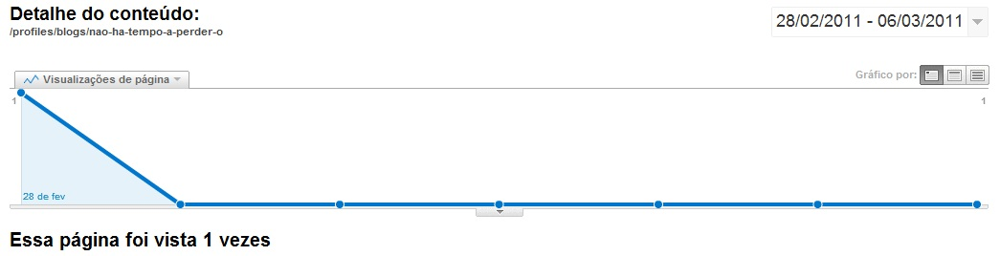 Detalhe do conteúdo:
/profiles/blogs/nao-ha-tempo-a-perder-o
28/02/2011 - 06/03/2011
Visualizações de página
Gráfico por:
1
1
28 de fev
Essa página foi vista 1 vezes